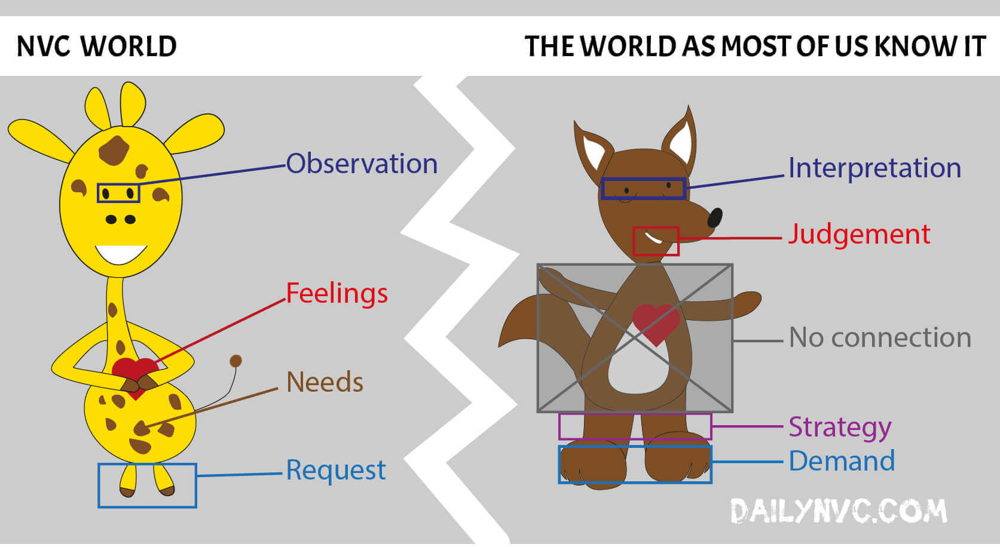 NVC WORLD
THE WORLD AS MOST OF US KNOW IT
Observation
Feelings
Needs
Request
Interpretation
Judgement
No connection
Strategy
Demand
DAILYNVC.COM